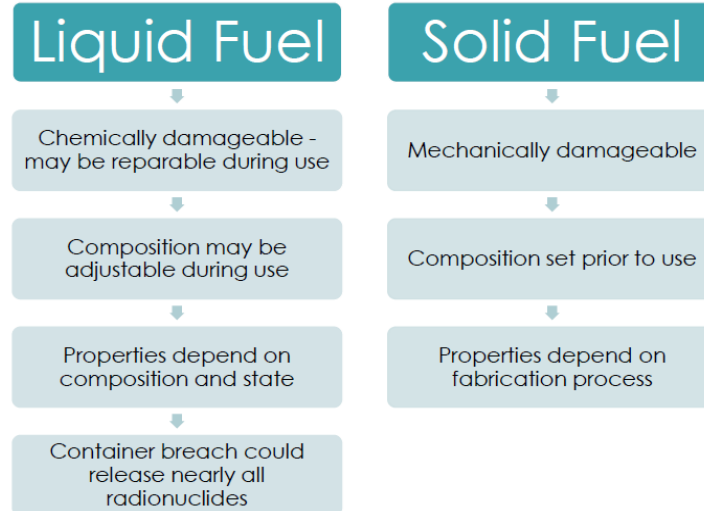 Liquid Fuel
Chemically damageable -
may be reparable during use
Composition may be
adjustable during use
Properties depend on
composition and state
Container breach could
release nearly all
radionuclides
Solid Fuel
Mechanically damageable
Composition set prior to use
Properties depend on
fabrication process